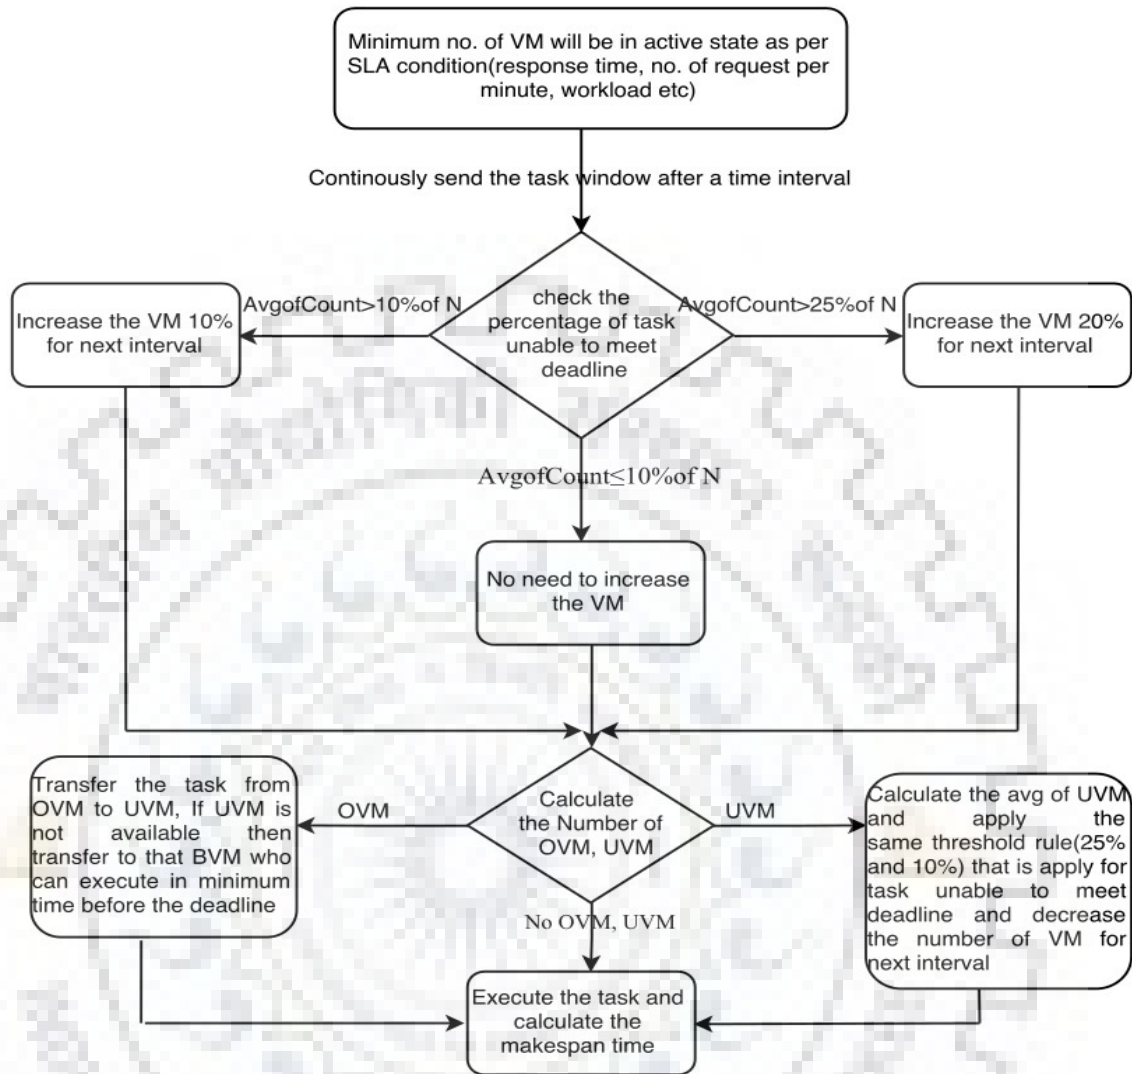 Minimum no. of VM will be in active state as per
SLA condition(response time, no. of request per
minute, workload etc)
Continously send the task window after a time interval
AvgofCount>10%of N
check the
percentage of task
unable to meet
deadline
AvgofCount>25%of N
Increase the VM 10%
for next interval
Increase the VM 20%
for next interval
AvgofCount≤10%of N
No need to increase
the VM
Transfer the task from
OVM to UVM, If UVM is
not available then
transfer to that BVM who
can execute in minimum
time before the deadline
OVM
Calculate
the Number of
OVM, UVM
UVM
Calculate the avg of UVM
and apply the
same threshold rule(25%
and 10%) that is apply for
task unable to meet
deadline and decrease
the number of VM for
next interval
No OVM, UVM
Execute the task and
calculate the
makespan time